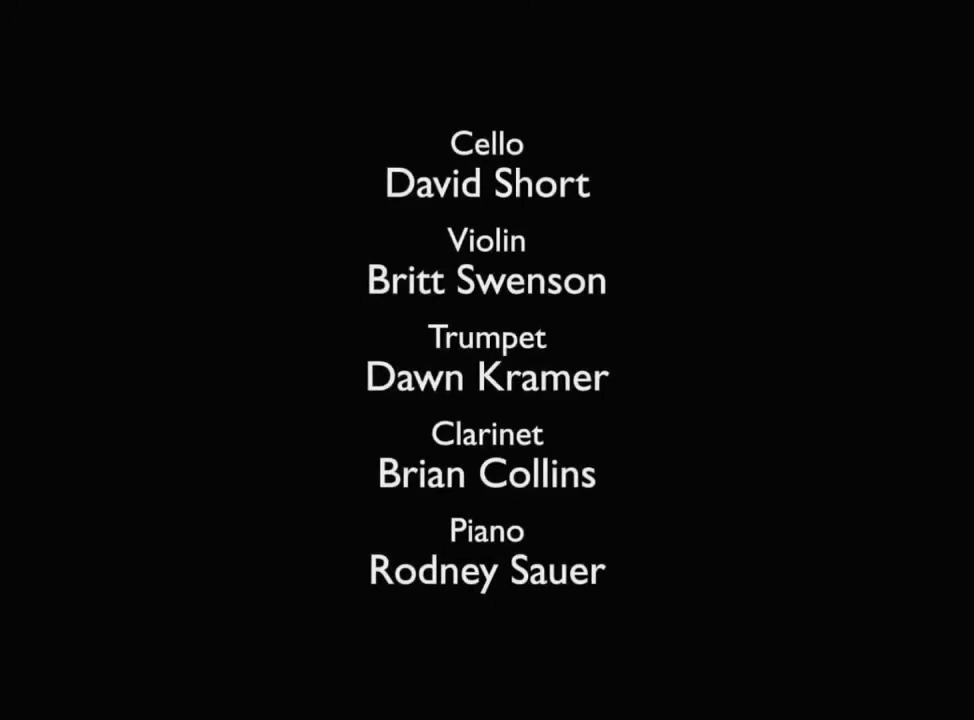 Cello
David Short
Violin
Britt Swenson
Trumpet
Dawn Kramer
Clarinet
Brian Collins
Piano
Rodney Sauer